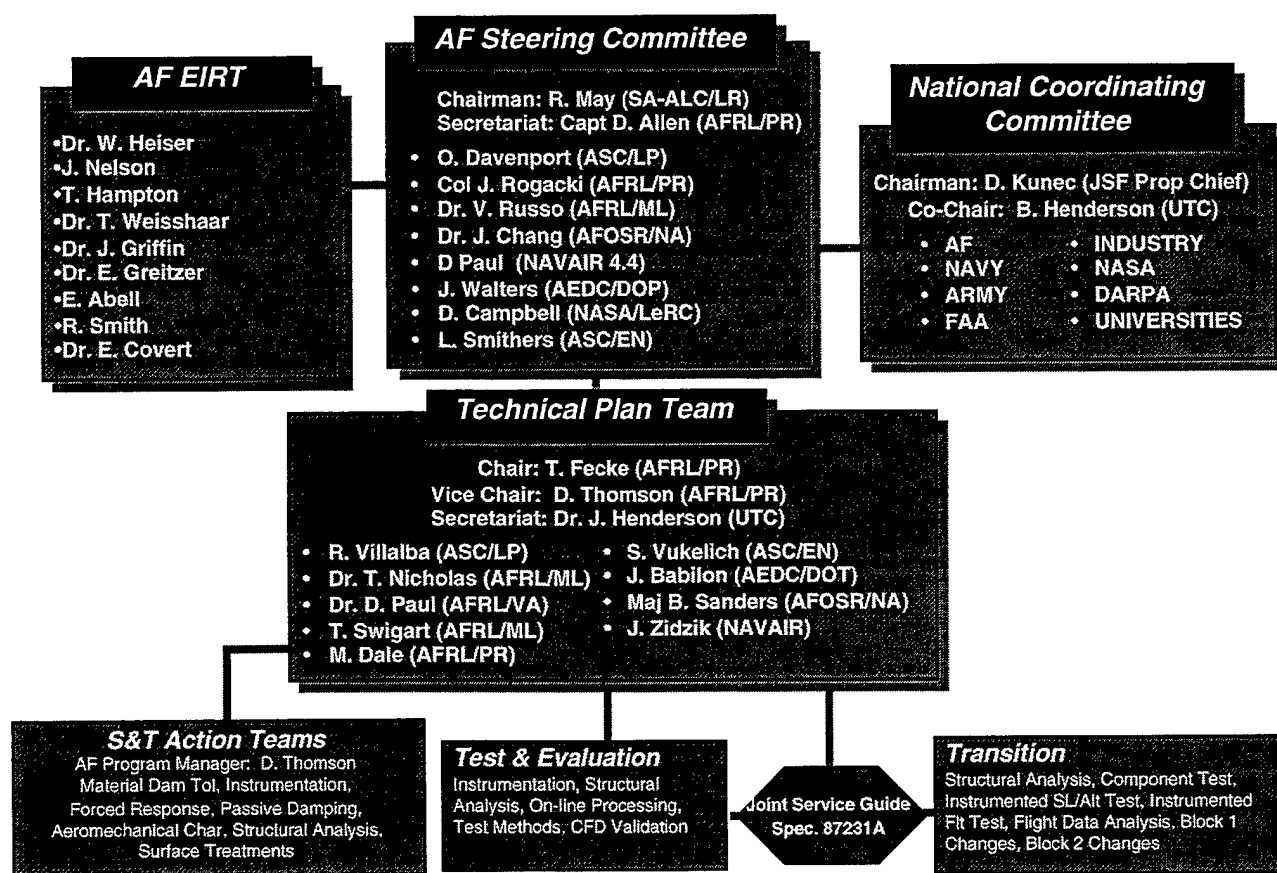 AF EIRT
•Dr. W. Heiser
•J. Nelson
•T. Hampton
•Dr. T. Weisshaar
•Dr. J. Griffin
•Dr. E. Greitzer
•E. Abell
•R. Smith
•Dr. E. Covert
AF Steering Committee
Chairman: R. May (SA-ALC/LR)
Secretariat: Capt D. Allen (AFRL/PR)
• O. Davenport (ASC/LP)
• Col J. Rogacki (AFRL/PR)
• Dr. V. Russo (AFRL/ML)
• Dr. J. Chang (AFOSR/NA)
• D Paul (NAVAIR 4.4)
• J. Walters (AEDC/DOP)
• D. Campbell (NASA/LeRC)
• L. Smithers (ASC/EN)
National Coordinating
Committee
Chairman: D. Kunec (JSF Prop Chief)
Co-Chair: B. Henderson (UTC)
• AF
• NAVY
• ARMY
• FAA
• INDUSTRY
• NASA
• DARPA
• UNIVERSITIES
Technical Plan Team
Chair: T. Fecke (AFRL/PR)
Vice Chair: D. Thomson (AFRL/PR)
Secretariat: Dr. J. Henderson (UTC)
• R. Villalba (ASC/LP)
• Dr. T. Nicholas (AFRL/ML)
• Dr. D. Paul (AFRL/VA)
• T. Swigart (AFRL/ML)
• M. Dale (AFRL/PR)
• S. Vukelich (ASC/EN)
• J. Babilon (AEDC/DOT)
• Maj B. Sanders (AFOSR/NA)
• J. Zidzik (NAVAIR)
S&T Action Teams
AF Program Manager: D. Thomson
Material Dam Tol, Instrumentation,
Forced Response, Passive Damping,
Aeromechanical Char, Structural Analysis,
Surface Treatments
Test & Evaluation
Instrumentation, Structural
Analysis, On-line Processing,
Test Methods, CFD Validation
Joint Service Guide
Spec. 87231A
Transition
Structural Analysis, Component Test,
Instrumented SL/Alt Test, Instrumented
Flt Test, Flight Data Analysis, Block 1
Changes, Block 2 Changes